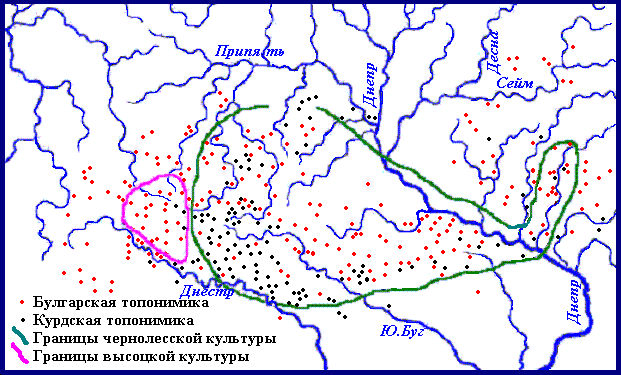 Припять
Днепр
Десна
Сейм
Днестр
Ю.Буг
Днепр
Булгарская топонимика
Курдская топонимика
Границы чернолесской культуры
Границы высоцкой культуры